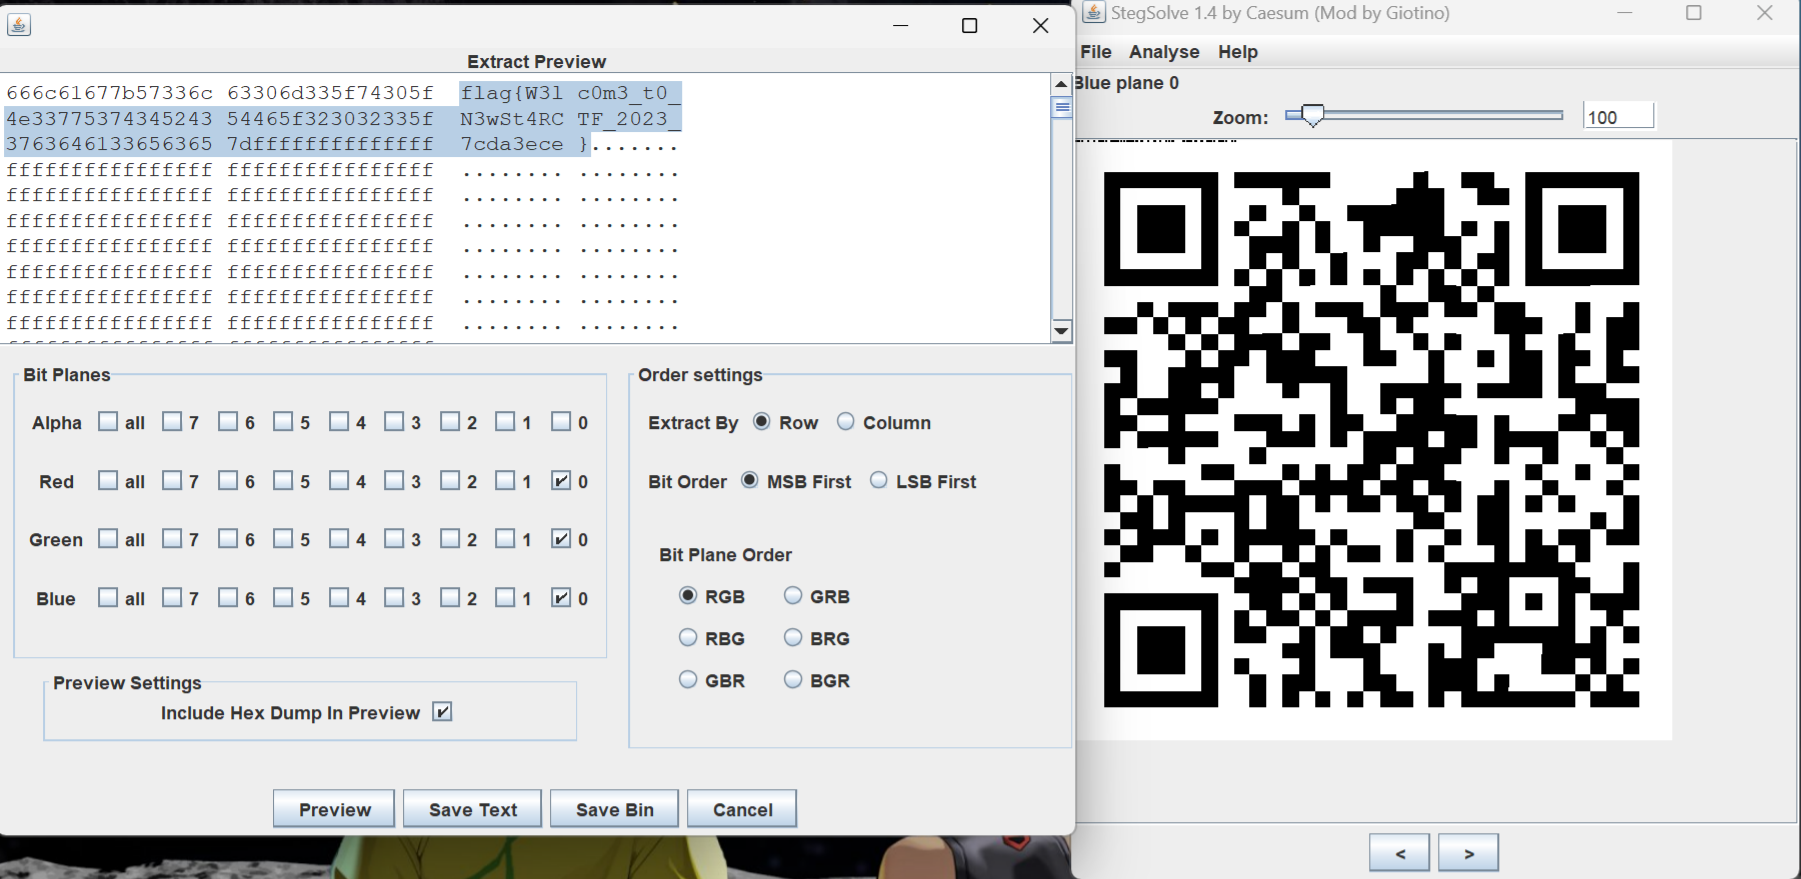 Extract Preview
666c61677b57336c 63306d335f74305f flag{W3l c0m3_t0_
4e33775374345243 54465f323032335f N3wSt4RC TF_2023_
3763646133656365 7dffffffffffffff 7cda3ece }.......
ffffffffffffffff ffffffffffffffff ........ ........
ffffffffffffffff ffffffffffffffff ........ ........
ffffffffffffffff ffffffffffffffff ........ ........
ffffffffffffffff ffffffffffffffff ........ ........
ffffffffffffffff ffffffffffffffff ........ ........
ffffffffffffffff ffffffffffffffff ........ ........
ffffffffffffffff ffffffffffffffff ........ ........
Bit Planes
Alpha all 7 6 5 4 3 2 1 0
Red all 7 6 5 4 3 2 1 0
Green all 7 6 5 4 3 2 1 0
Blue all 7 6 5 4 3 2 1 0
Preview Settings
Include Hex Dump In Preview
Order settings
Extract By Row Column
Bit Order MSB First LSB First
Bit Plane Order
RGB GRB
RBG BRG
GBR BGR
Preview Save Text Save Bin Cancel
StegSolve 1.4 by Caesum (Mod by Giotino)
File Analyse Help
Blue plane 0
Zoom: 100
< >